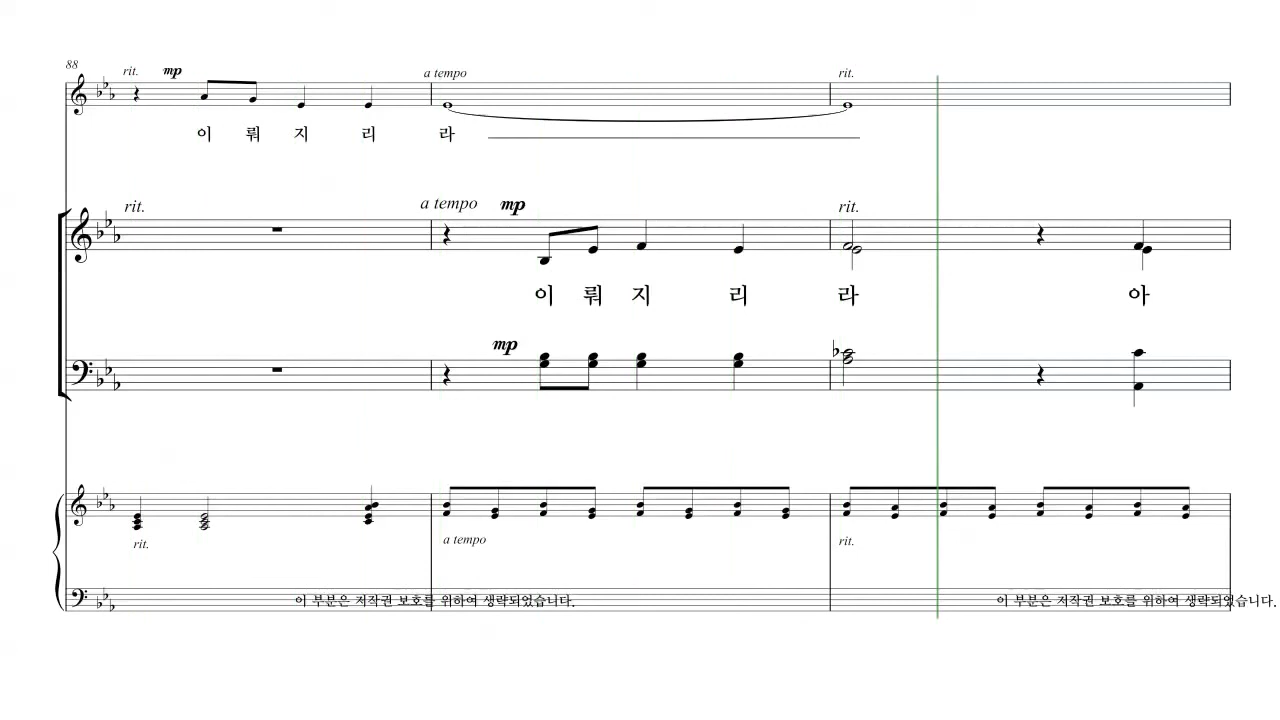 88
rit. mp a tempo rit.
이 뤄 지 리 라
rit. a tempo mp rit.
이 뤄 지 리 라 아
mp
rit. a tempo rit.
이 부분은 저작권 보호를 위하여 생략되었습니다. 이 부분은 저작권 보호를 위하여 생략되었습니다.